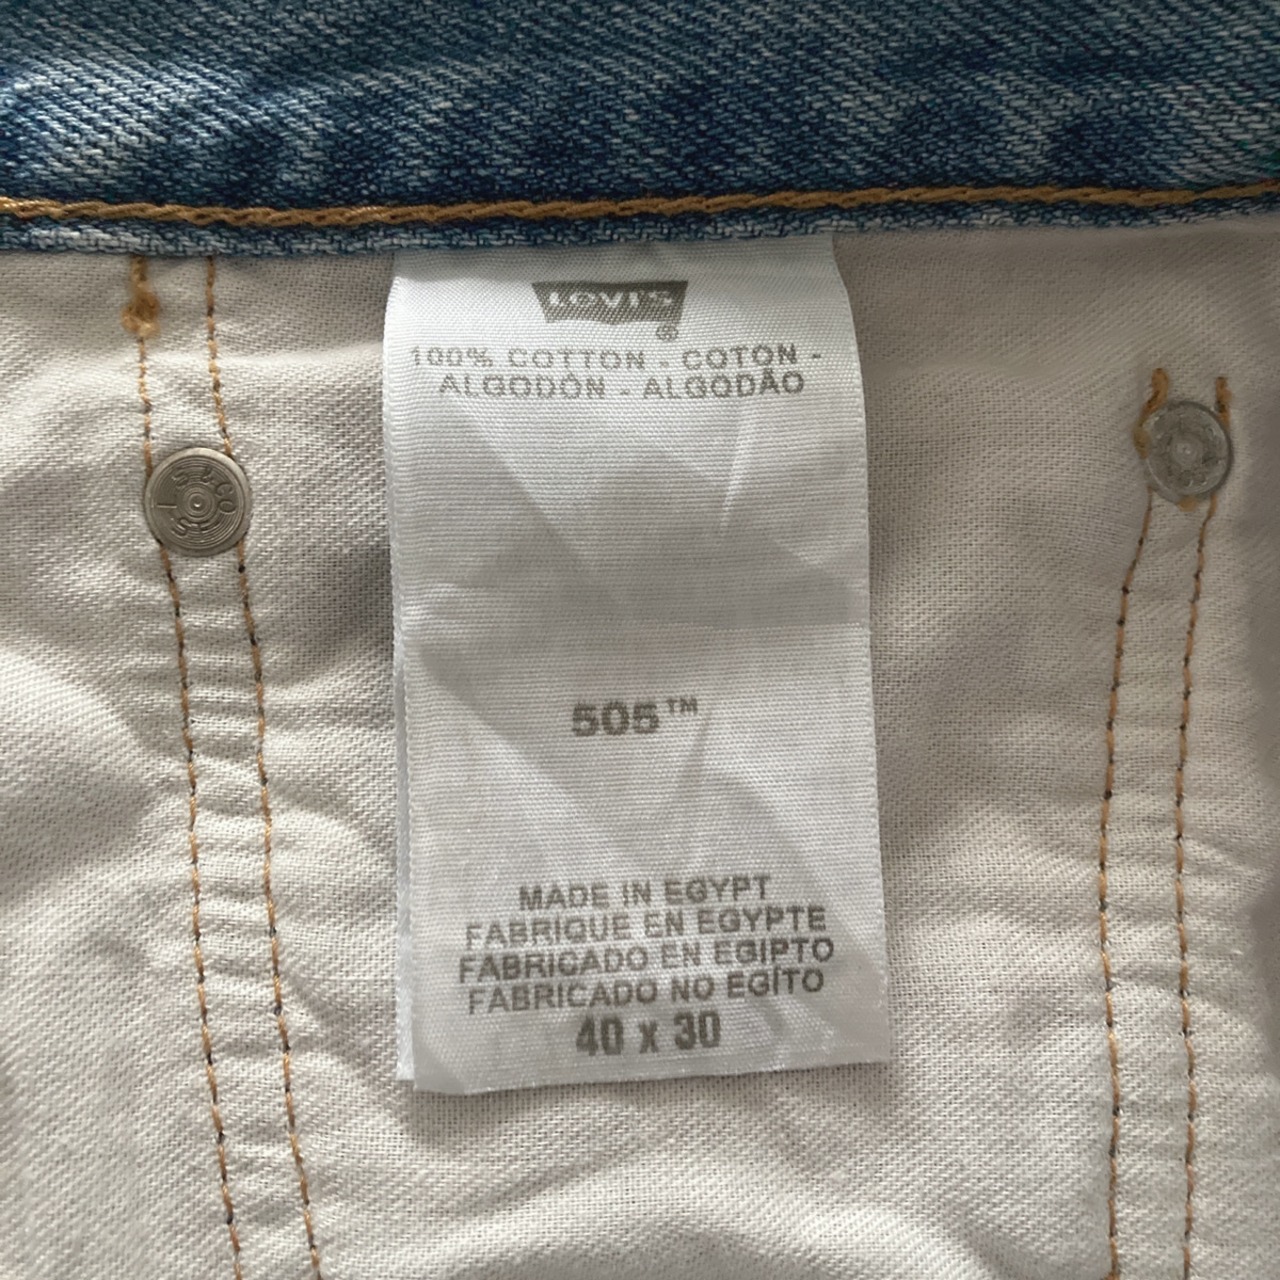 LEVI'S
®
100% COTTON - COTON -
ALGODÓN - ALGODÃO
505™
MADE IN EGYPT
FABRIQUE EN EGYPTE
FABRICADO EN EGIPTO
FABRICADO NO EGÍTO
40 x 30